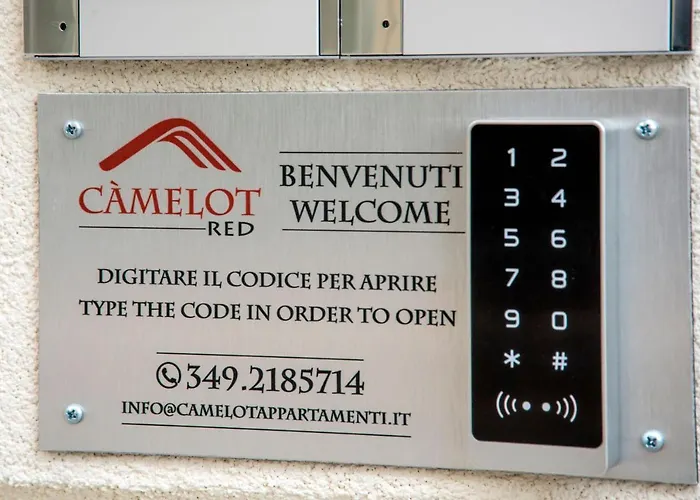 CÀMELOT
RED
BENVENUTI
WELCOME
DIGITARE IL CODICE PER APRIRE
TYPE THE CODE IN ORDER TO OPEN
349.2185714
INFO@CAMELOTAPPARTAMENTI.IT
1 2
3 4
5 6
7 8
9 0
* #